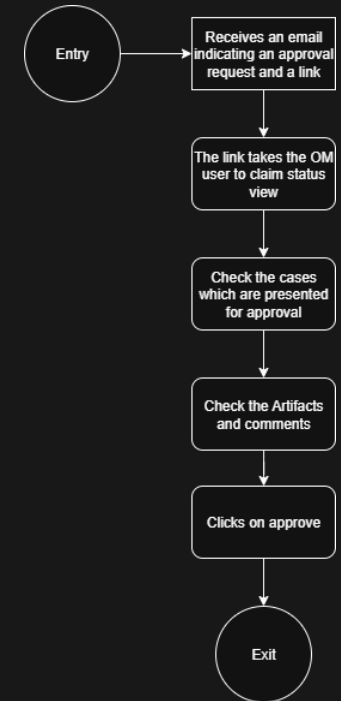 Entry
Receives an email
indicating an approval
request and a link
The link takes the OM
user to claim status
view
Check the cases
which are presented
for approval
Check the Artifacts
and comments
Clicks on approve
Exit